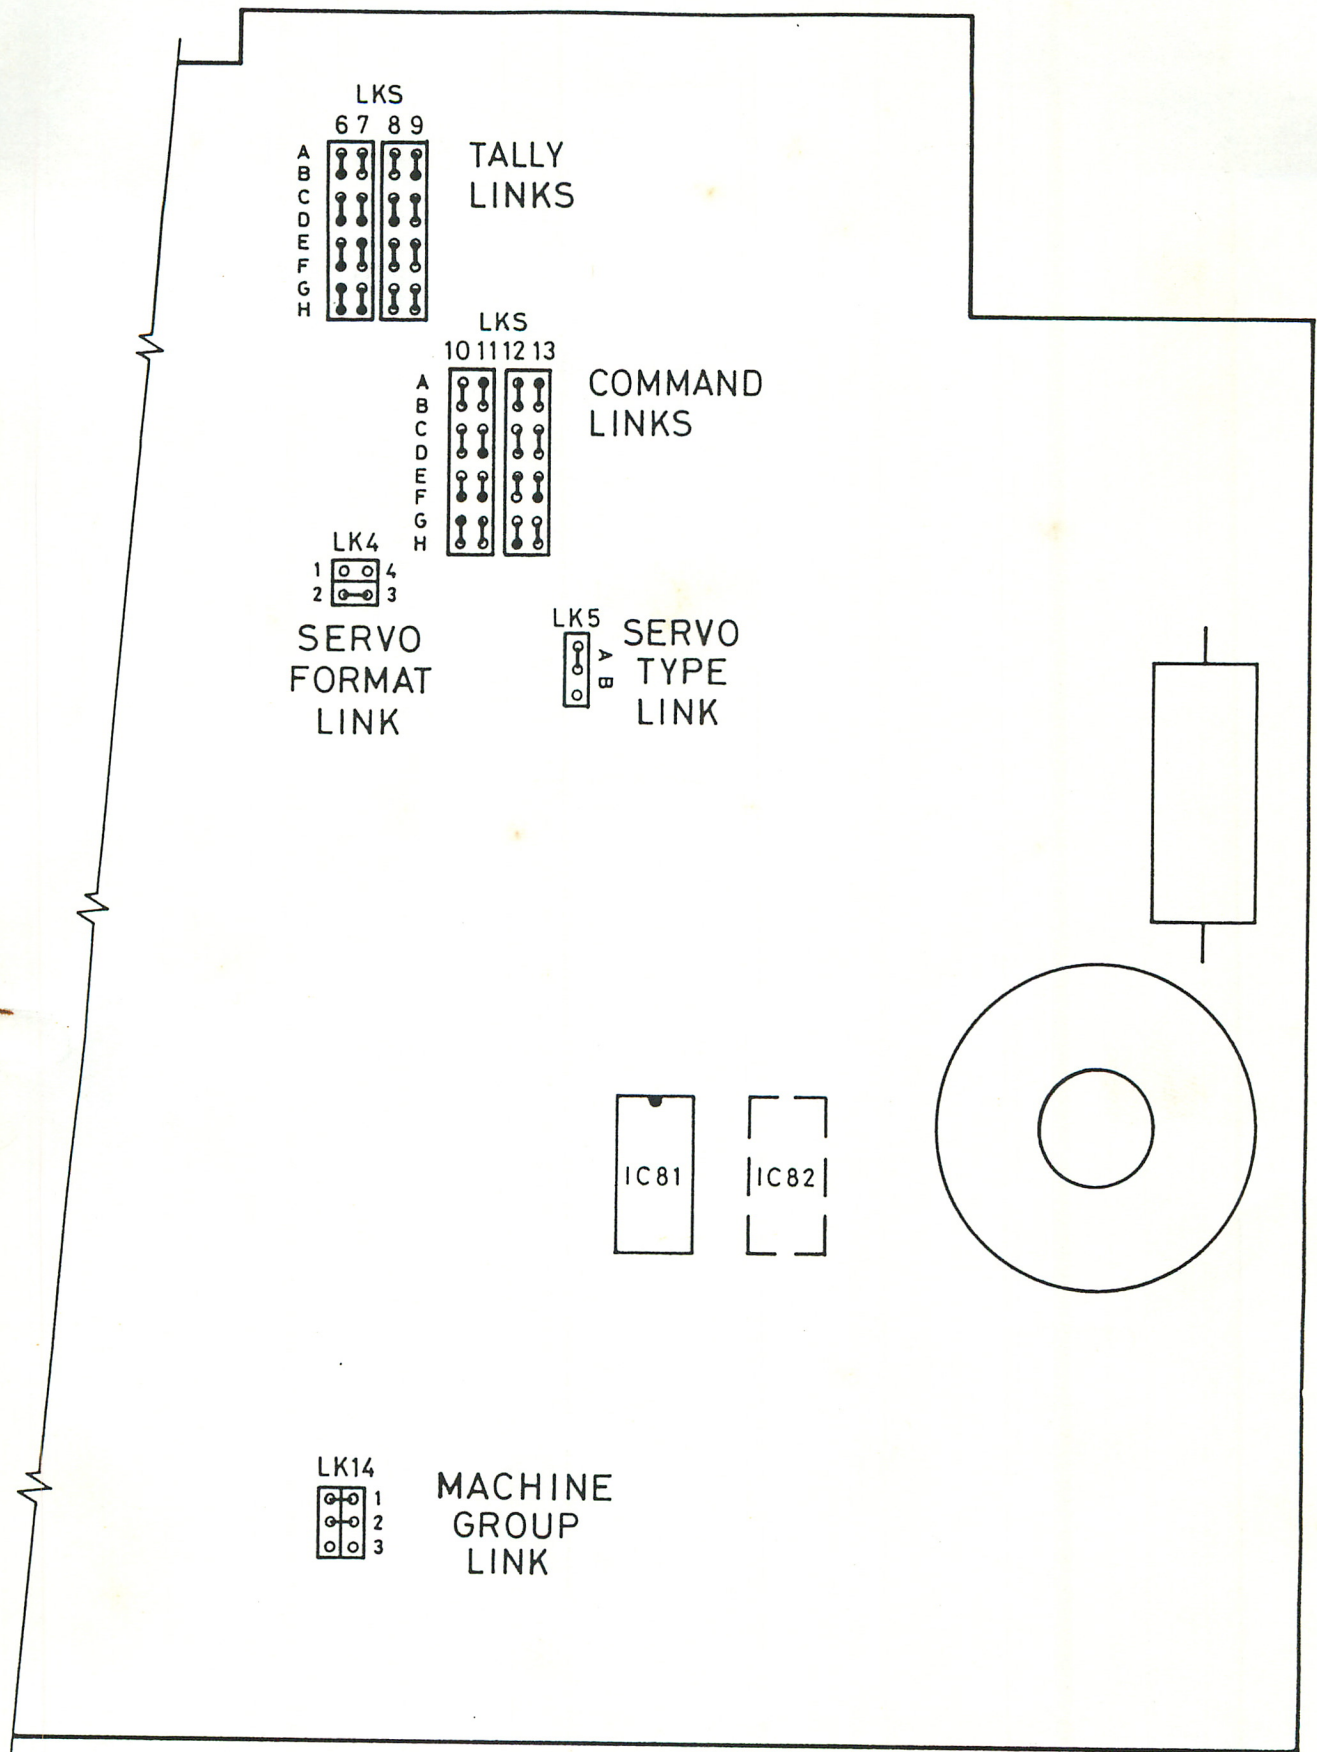 LKS
6 7 8 9
A
B
C
D
E
F
G
H
TALLY
LINKS
LKS
10 11 12 13
A
B
C
D
E
F
G
H
COMMAND
LINKS
LK4
1 4
2 3
SERVO
FORMAT
LINK
LK5
A
B
SERVO
TYPE
LINK
IC81
IC82
LK14
1
2
3
MACHINE
GROUP
LINK